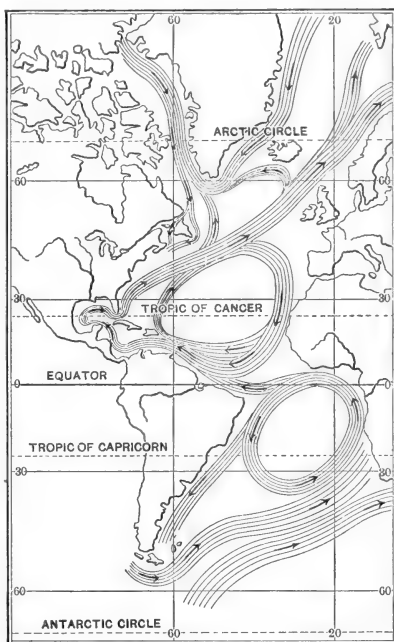 60 20
ARCTIC CIRCLE
60 60
30 30
TROPIC OF CANCER
EQUATOR
0 0
TROPIC OF CAPRICORN
30 30
60 60
ANTARCTIC CIRCLE
60 20